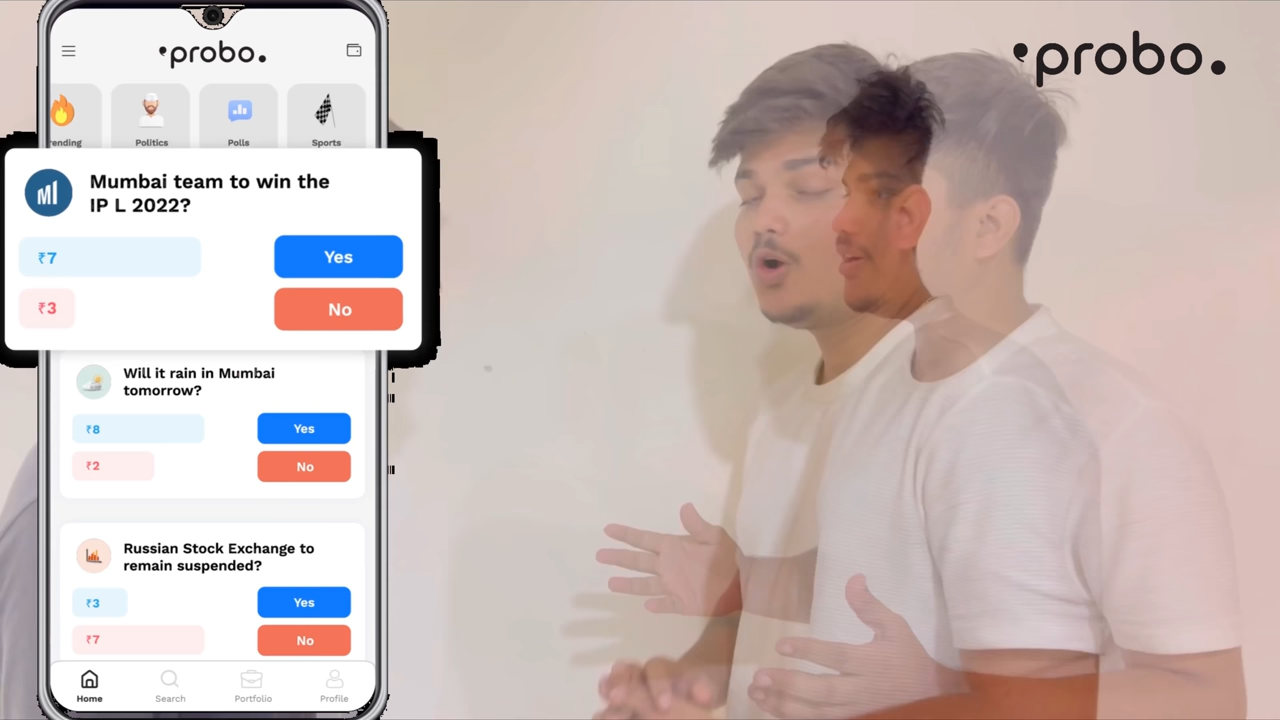 probo.
probo.
ending
Politics
Polls
Sports
MI
Mumbai team to win the
IP L 2022?
₹7
Yes
₹3
No
Will it rain in Mumbai
tomorrow?
₹8
Yes
₹2
No
Russian Stock Exchange to
remain suspended?
₹3
Yes
₹7
No
Home
Search
Portfolio
Profile